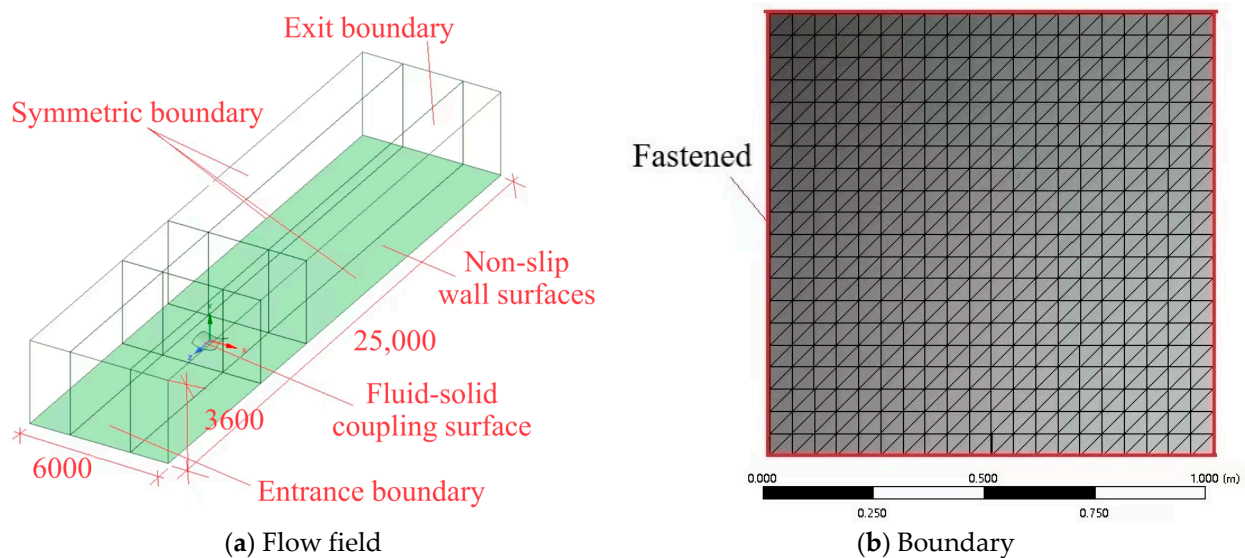 Exit boundary
Symmetric boundary
Non-slip
wall surfaces
25,000
Fluid-solid
coupling surface
3600
6000
Entrance boundary
Y
X
Z
(a) Flow field
Fastened
0.000 0.500 1.000 (m)
0.250 0.750
(b) Boundary